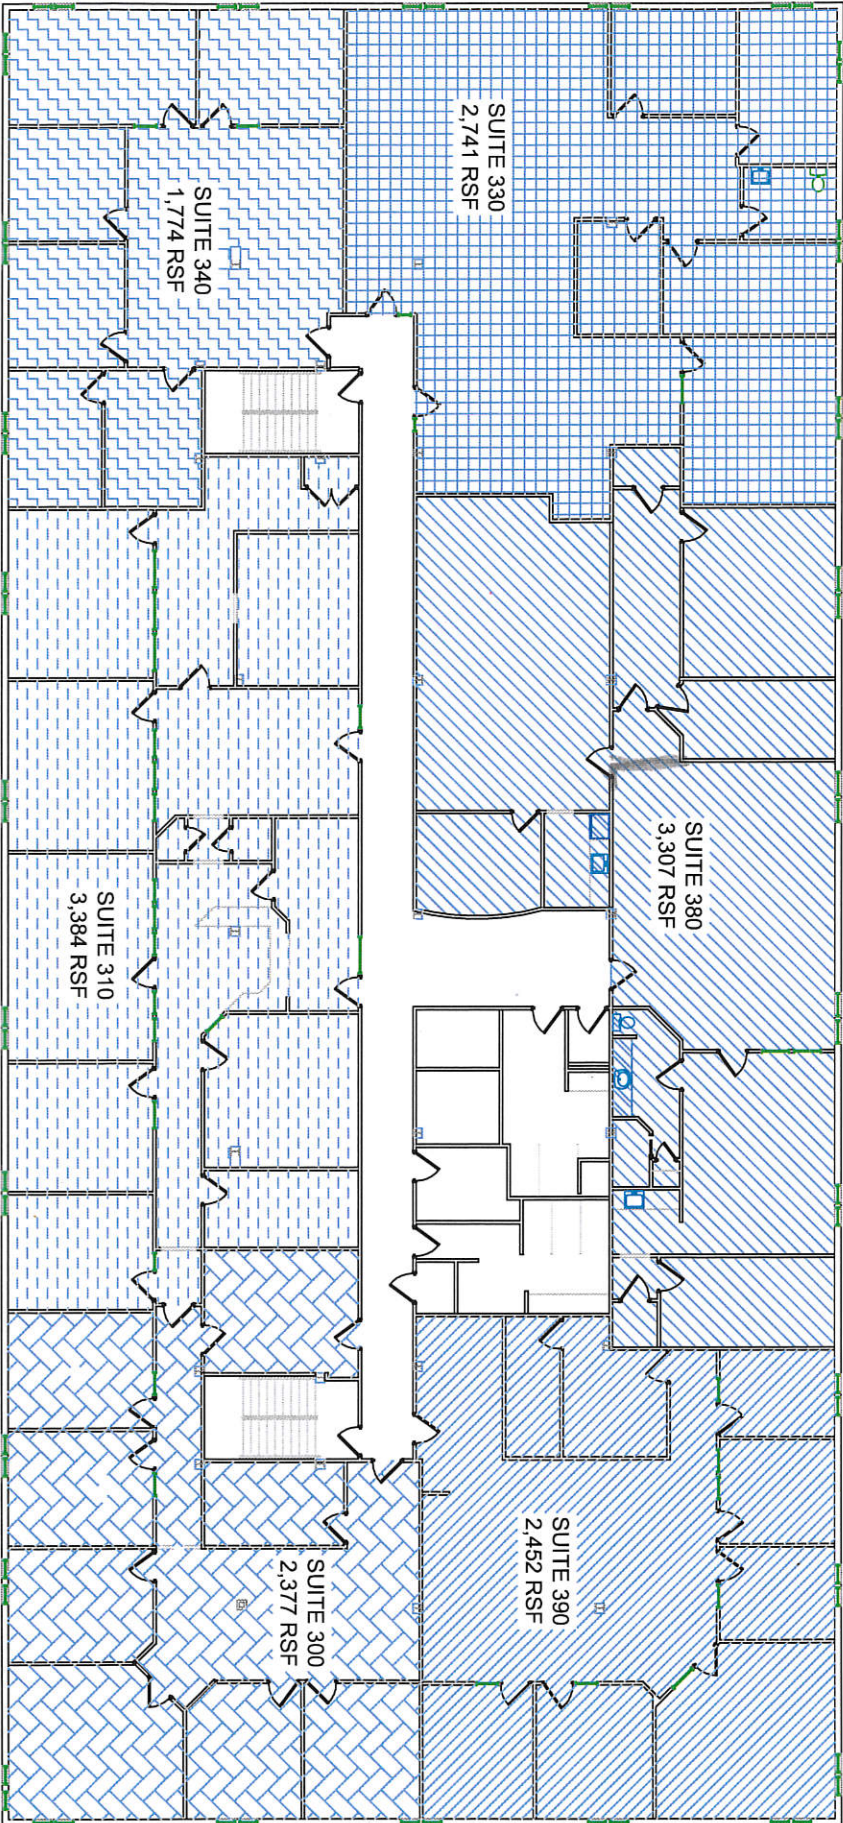 SUITE 330
2,741 RSF
SUITE 340
1,774 RSF
SUITE 380
3,307 RSF
SUITE 310
3,384 RSF
SUITE 390
2,452 RSF
SUITE 300
2,377 RSF